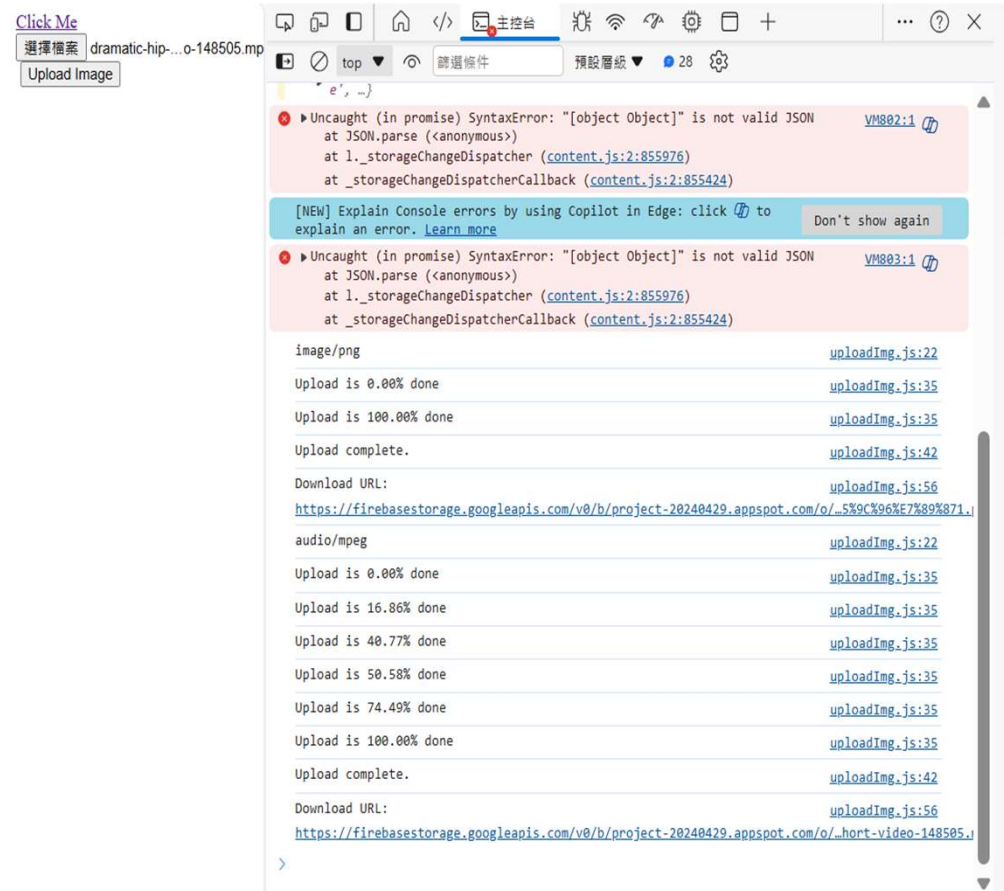 Click Me
選擇檔案 dramatic-hip-...o-148505.mp
Upload Image
主控台
top ▼ 篩選條件 預設層級 ▼ 28
e', …}
▶Uncaught (in promise) SyntaxError: "[object Object]" is not valid JSON VM802:1
at JSON.parse (<anonymous>)
at l._storageChangeDispatcher (content.js:2:855976)
at _storageChangeDispatcherCallback (content.js:2:855424)
[NEW] Explain Console errors by using Copilot in Edge: click to
explain an error. Learn more
Don't show again
▶Uncaught (in promise) SyntaxError: "[object Object]" is not valid JSON VM803:1
at JSON.parse (<anonymous>)
at l._storageChangeDispatcher (content.js:2:855976)
at _storageChangeDispatcherCallback (content.js:2:855424)
image/png uploadImg.js:22
Upload is 0.00% done uploadImg.js:35
Upload is 100.00% done uploadImg.js:35
Upload complete. uploadImg.js:42
Download URL: uploadImg.js:56
https://firebasestorage.googleapis.com/v0/b/project-20240429.appspot.com/o/…5%9C%96%E7%89%871.
audio/mpeg uploadImg.js:22
Upload is 0.00% done uploadImg.js:35
Upload is 16.86% done uploadImg.js:35
Upload is 40.77% done uploadImg.js:35
Upload is 50.58% done uploadImg.js:35
Upload is 74.49% done uploadImg.js:35
Upload is 100.00% done uploadImg.js:35
Upload complete. uploadImg.js:42
Download URL: uploadImg.js:56
https://firebasestorage.googleapis.com/v0/b/project-20240429.appspot.com/o/…hort-video-148505.